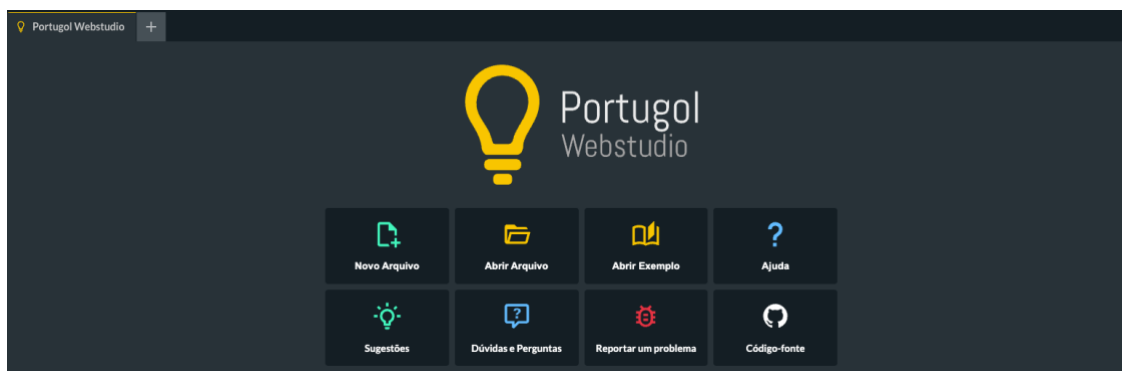 Portugol Webstudio
+
Portugol
Webstudio
Novo Arquivo
Abrir Arquivo
Abrir Exemplo
?
Ajuda
Sugestões
?
Dúvidas e Perguntas
Reportar um problema
Código-fonte